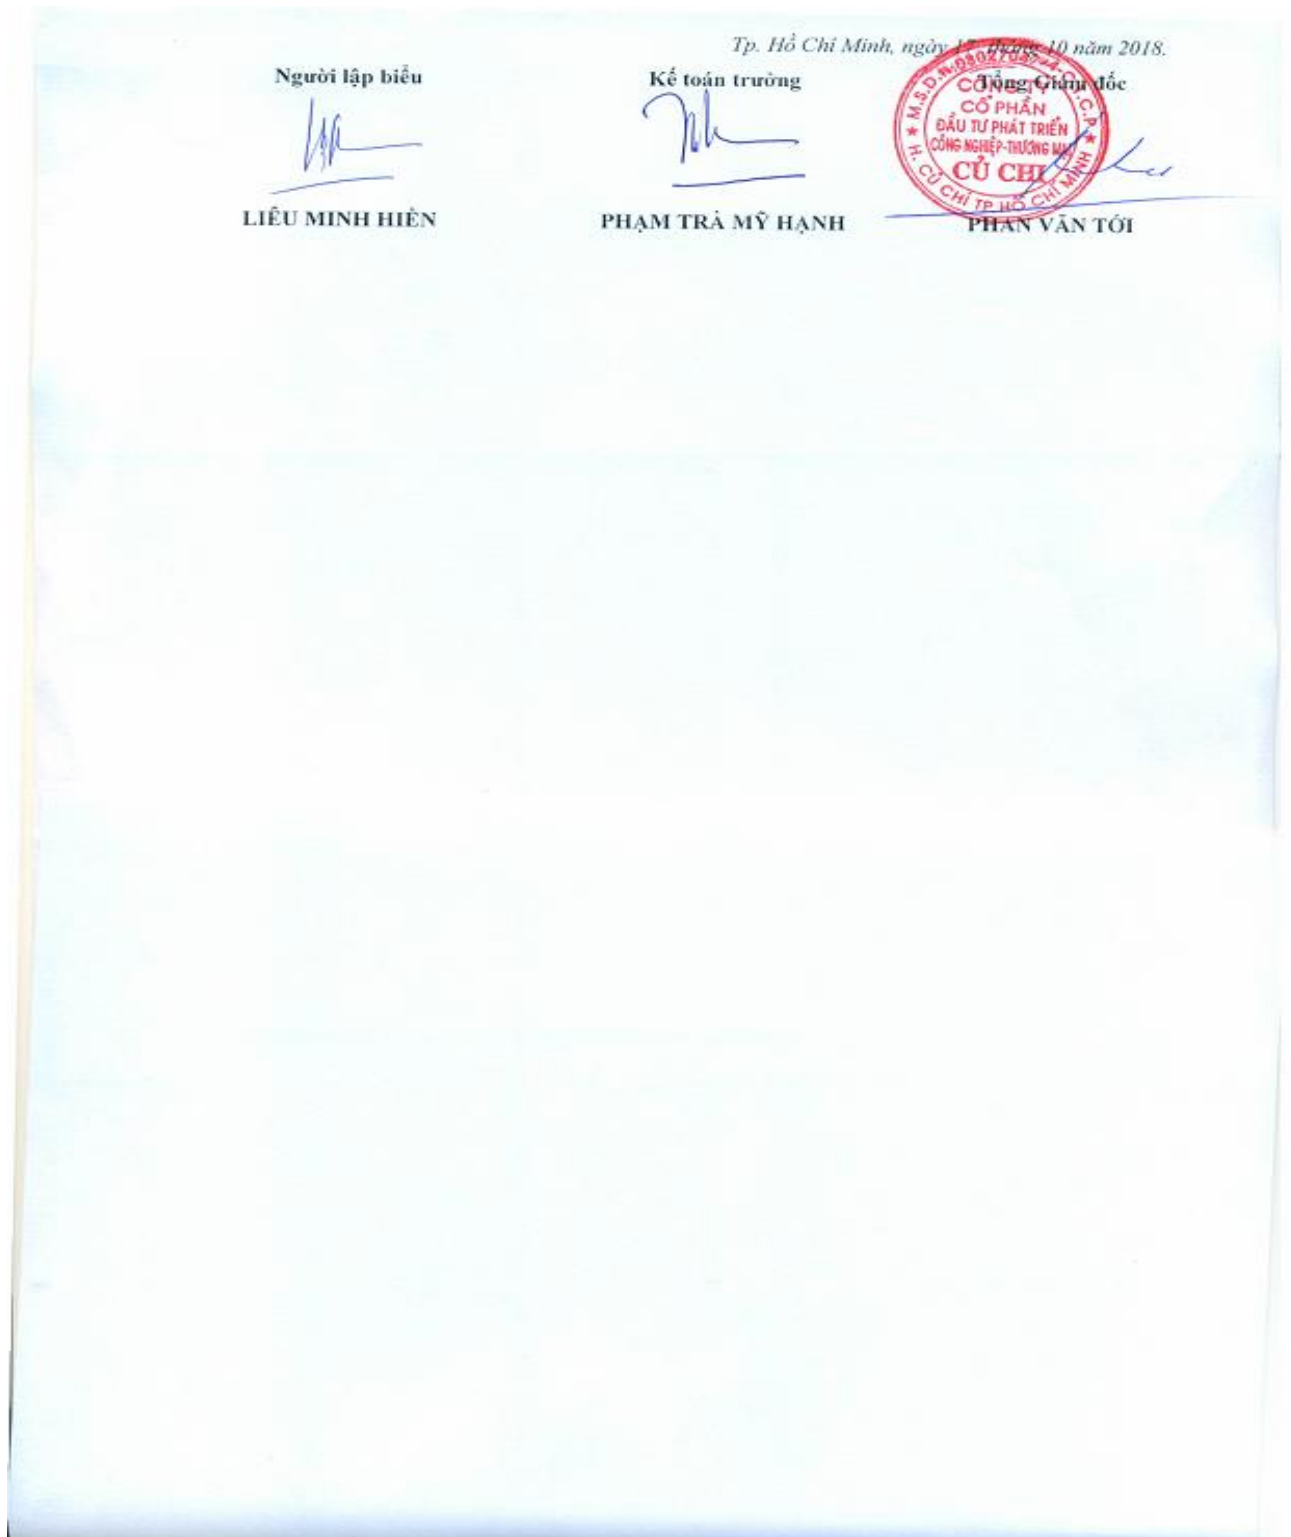 Tp. Hồ Chí Minh, ngày 17 tháng 10 năm 2018.
Người lập biểu
Kế toán trưởng
Tổng Giám đốc
CÔNG TY
CỔ PHẦN
ĐẦU TƯ PHÁT TRIỂN
CÔNG NGHIỆP-THƯƠNG MẠI
CỦ CHI
H. CỦ CHI TP HỒ CHÍ MINH
LIÊU MINH HIỀN
PHẠM TRÀ MỸ HẠNH
PHAN VĂN TỚI